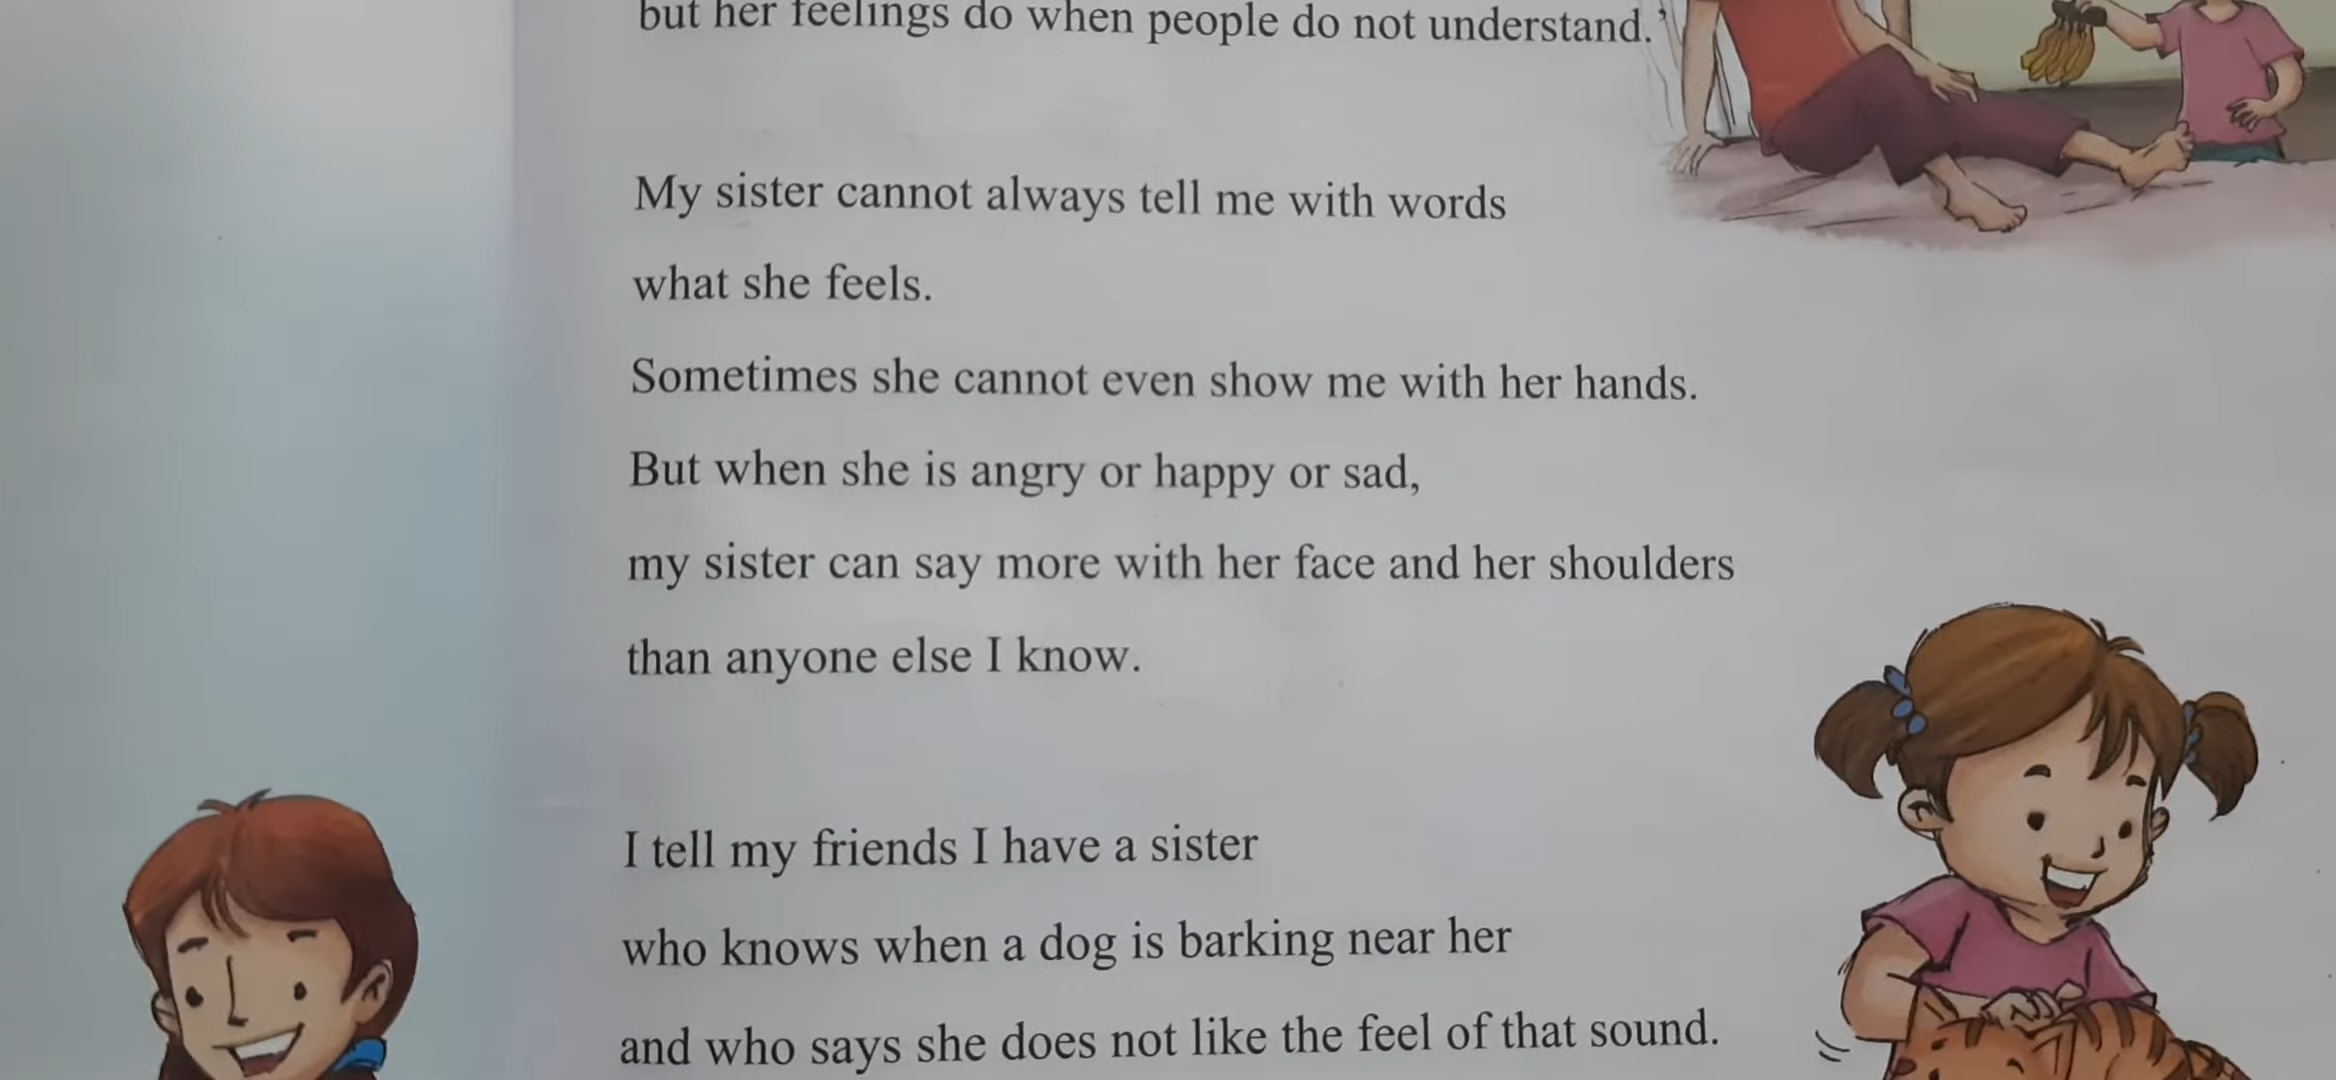 but her feelings do when people do not understand.’
My sister cannot always tell me with words
what she feels.
Sometimes she cannot even show me with her hands.
But when she is angry or happy or sad,
my sister can say more with her face and her shoulders
than anyone else I know.
I tell my friends I have a sister
who knows when a dog is barking near her
and who says she does not like the feel of that sound.